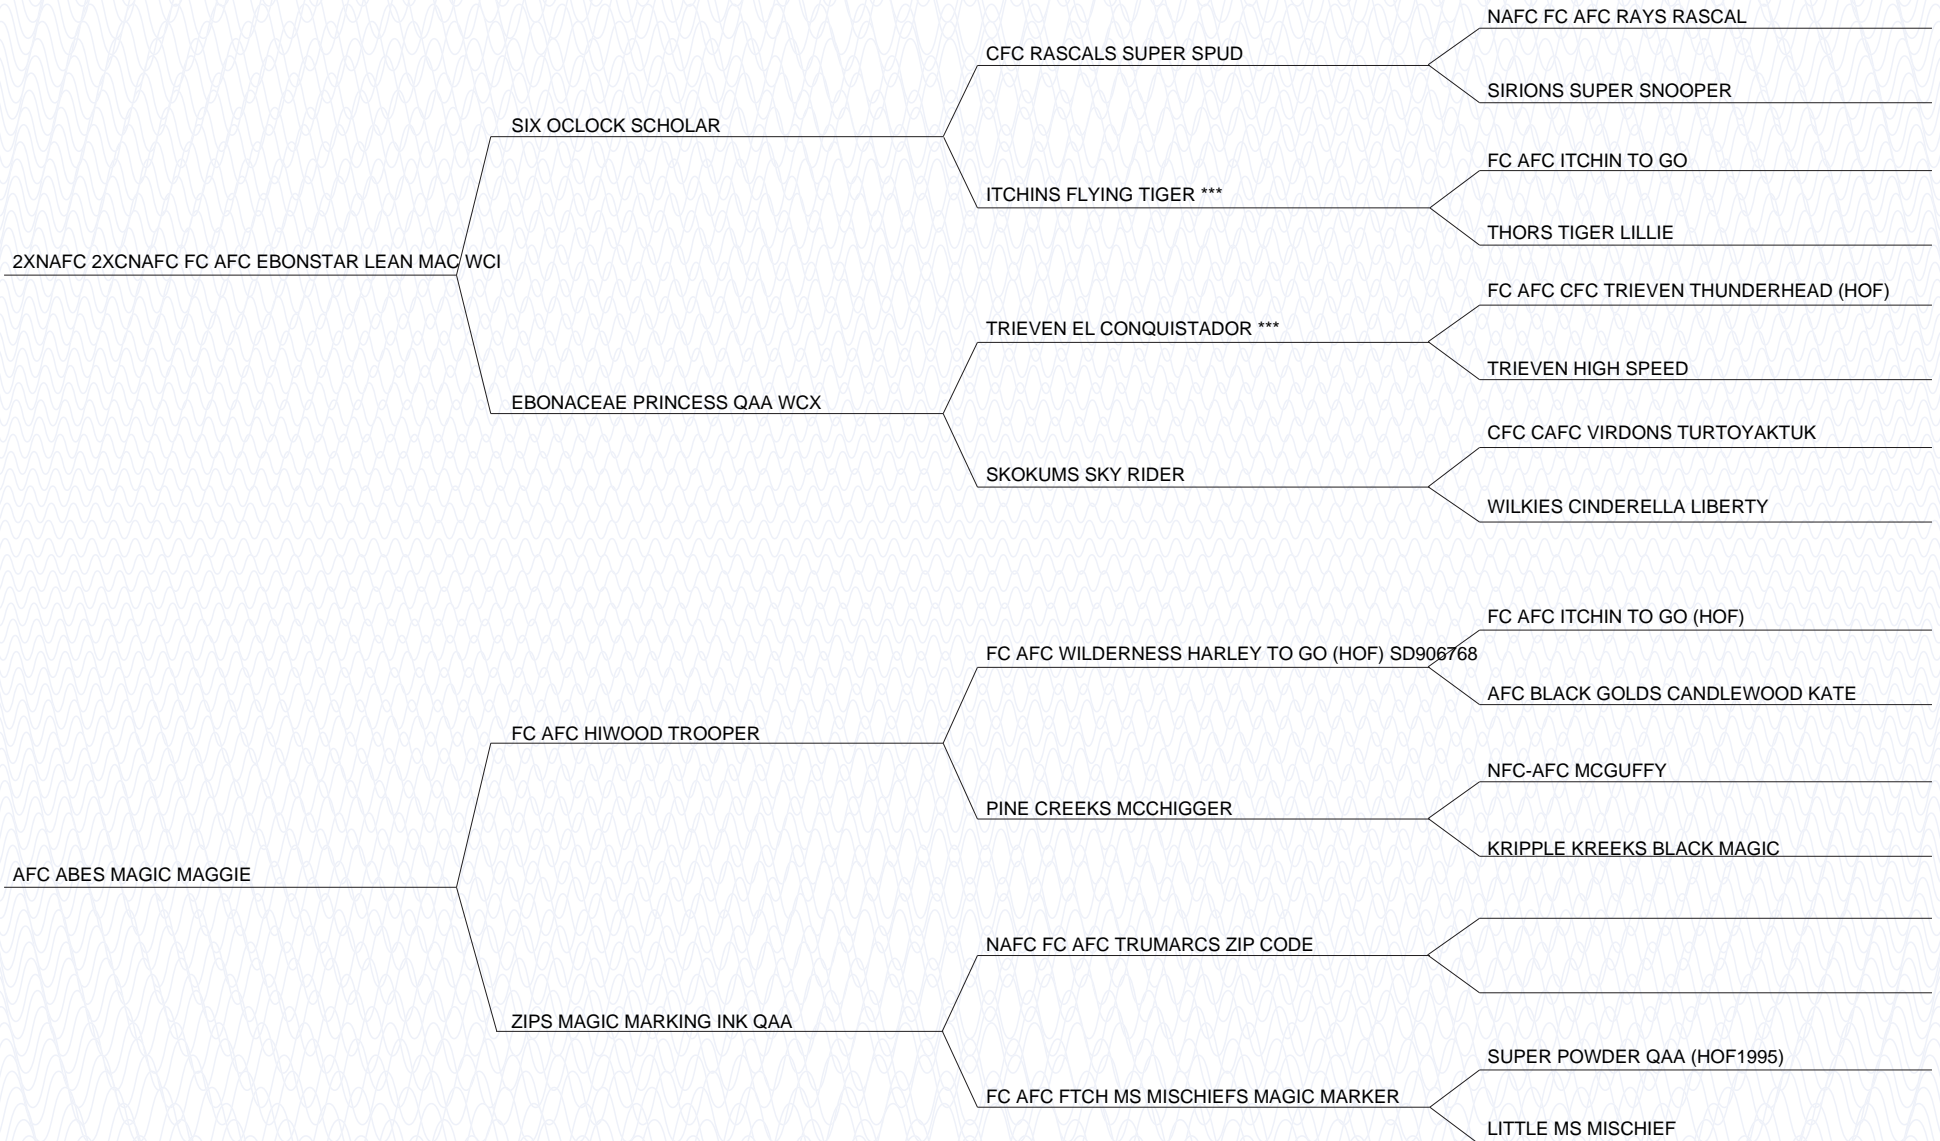 NAFC FC AFC RAYS RASCAL
CFC RASCALS SUPER SPUD
SIRIONS SUPER SNOOPER
SIX OCLOCK SCHOLAR
FC AFC ITCHIN TO GO
ITCHINS FLYING TIGER ***
THORS TIGER LILLIE
2XNAFC 2XCNAFC FC AFC EBONSTAR LEAN MAC WCI
FC AFC CFC TRIEVEN THUNDERHEAD (HOF)
TRIEVEN EL CONQUISTADOR ***
TRIEVEN HIGH SPEED
EBONACEAE PRINCESS QAA WCX
CFC CAFC VIRDONS TURTOYAKTUK
SKOKUMS SKY RIDER
WILKIES CINDERELLA LIBERTY
FC AFC ITCHIN TO GO (HOF)
FC AFC WILDERNESS HARLEY TO GO (HOF) SD906768
AFC BLACK GOLDS CANDLEWOOD KATE
FC AFC HIWOOD TROOPER
NFC-AFC MCGUFFY
PINE CREEKS MCCHIGGER
KRIPPLE KREEKS BLACK MAGIC
AFC ABES MAGIC MAGGIE
NAFC FC AFC TRUMARCS ZIP CODE
ZIPS MAGIC MARKING INK QAA
SUPER POWDER QAA (HOF1995)
FC AFC FTCH MS MISCHIEFS MAGIC MARKER
LITTLE MS MISCHIEF